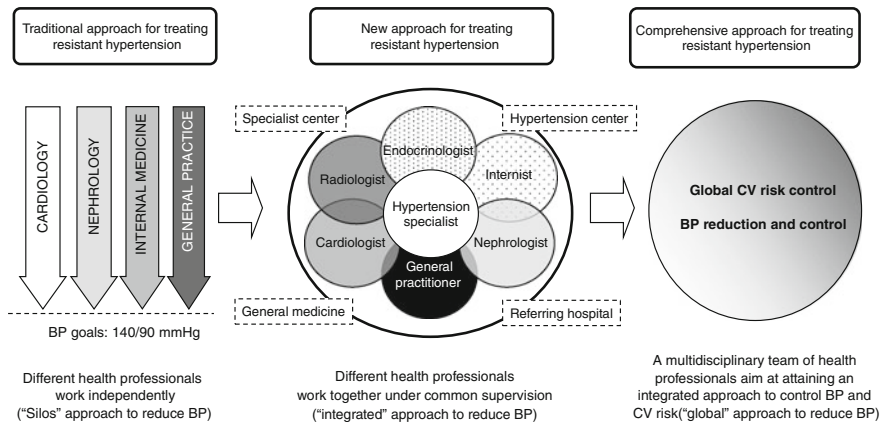 Traditional approach for treating
resistant hypertension
New approach for treating
resistant hypertension
Comprehensive approach for treating
resistant hypertension
CARDIOLOGY
NEPHROLOGY
INTERNAL MEDICINE
GENERAL PRACTICE
BP goals: 140/90 mmHg
Specialist center
Hypertension center
Endocrinologist
Radiologist
Internist
Hypertension
specialist
Cardiologist
Nephrologist
General
practitioner
General medicine
Referring hospital
Global CV risk control
BP reduction and control
Different health professionals
work independently
(“Silos” approach to reduce BP)
Different health professionals
work together under common supervision
(“integrated” approach to reduce BP)
A multidisciplinary team of health
professionals aim at attaining an
integrated approach to control BP and
CV risk(“global” approach to reduce BP)